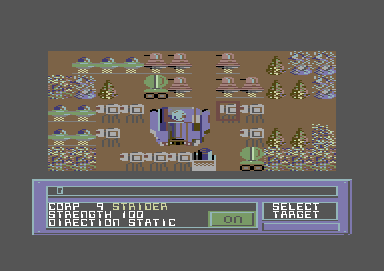 CORP 9 STRIDER
STRENGTH 100
DIRECTION STATIC
ON
SELECT
TARGET